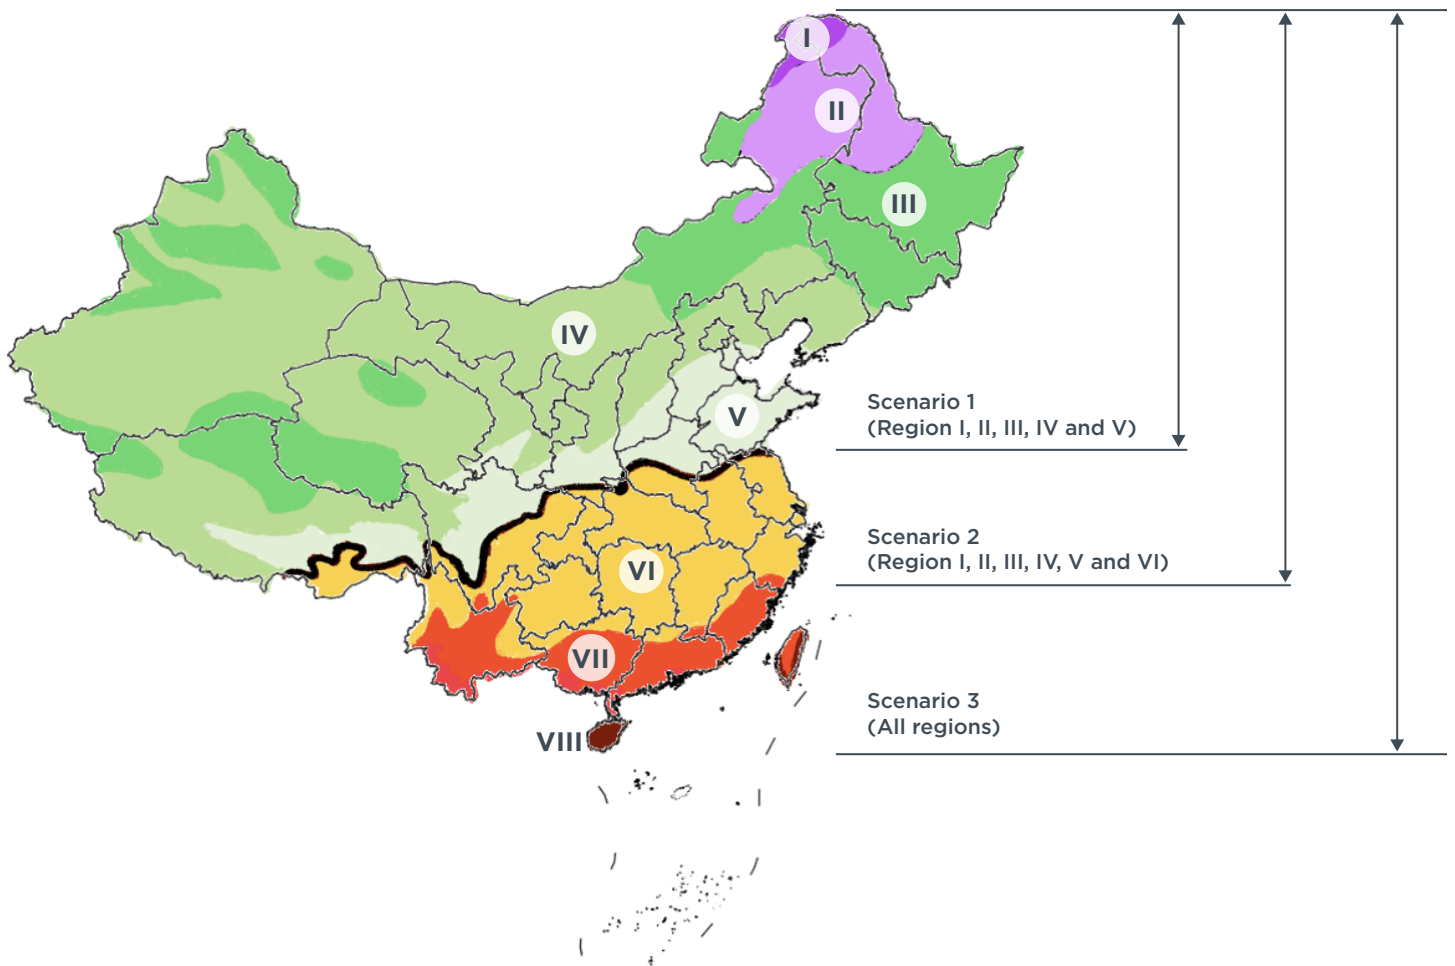 I
II
III
IV
V
Scenario 1
(Region I, II, III, IV and V)
Scenario 2
(Region I, II, III, IV, V and VI)
VI
VII
Scenario 3
(All regions)
VIII